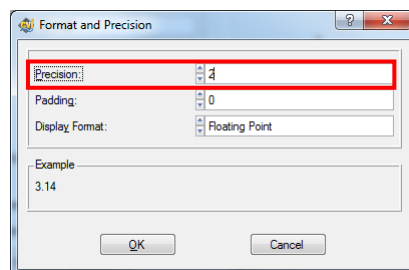 Format and Precision
Precision: 2
Padding: 0
Display Format: Floating Point
Example
3.14
OK Cancel